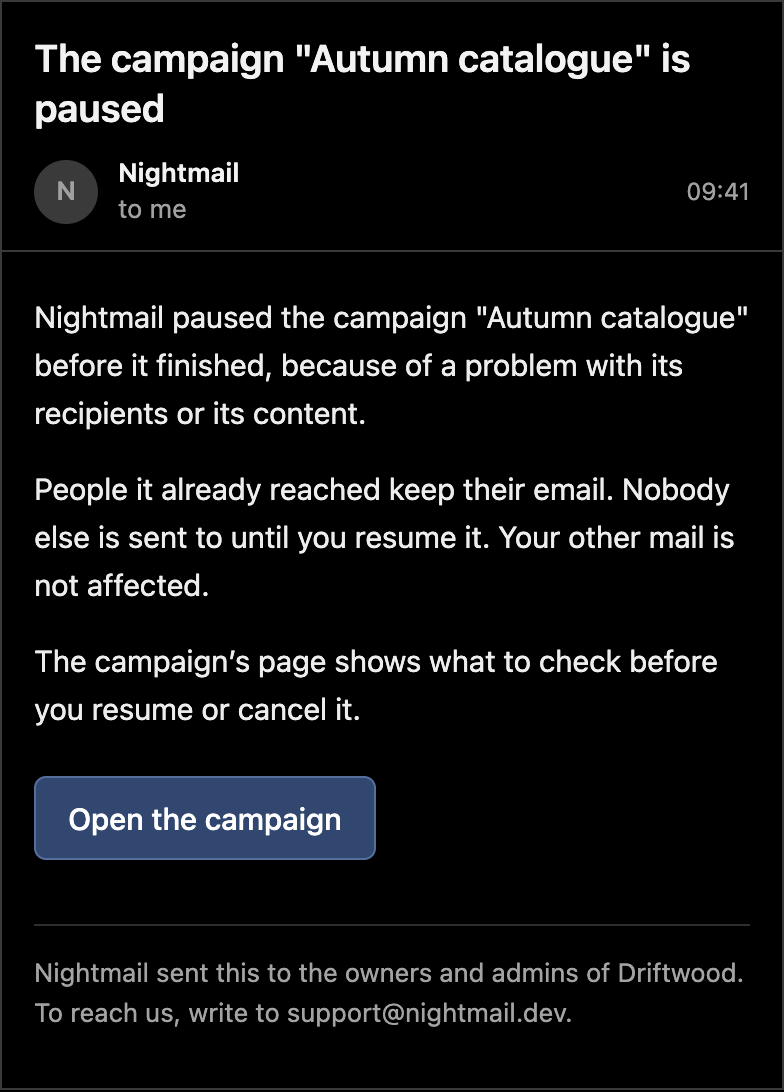 The campaign "Autumn catalogue" is
paused
N
Nightmail
to me
09:41
Nightmail paused the campaign "Autumn catalogue"
before it finished, because of a problem with its
recipients or its content.
People it already reached keep their email. Nobody
else is sent to until you resume it. Your other mail is
not affected.
The campaign’s page shows what to check before
you resume or cancel it.
Open the campaign
Nightmail sent this to the owners and admins of Driftwood.
To reach us, write to support@nightmail.dev.